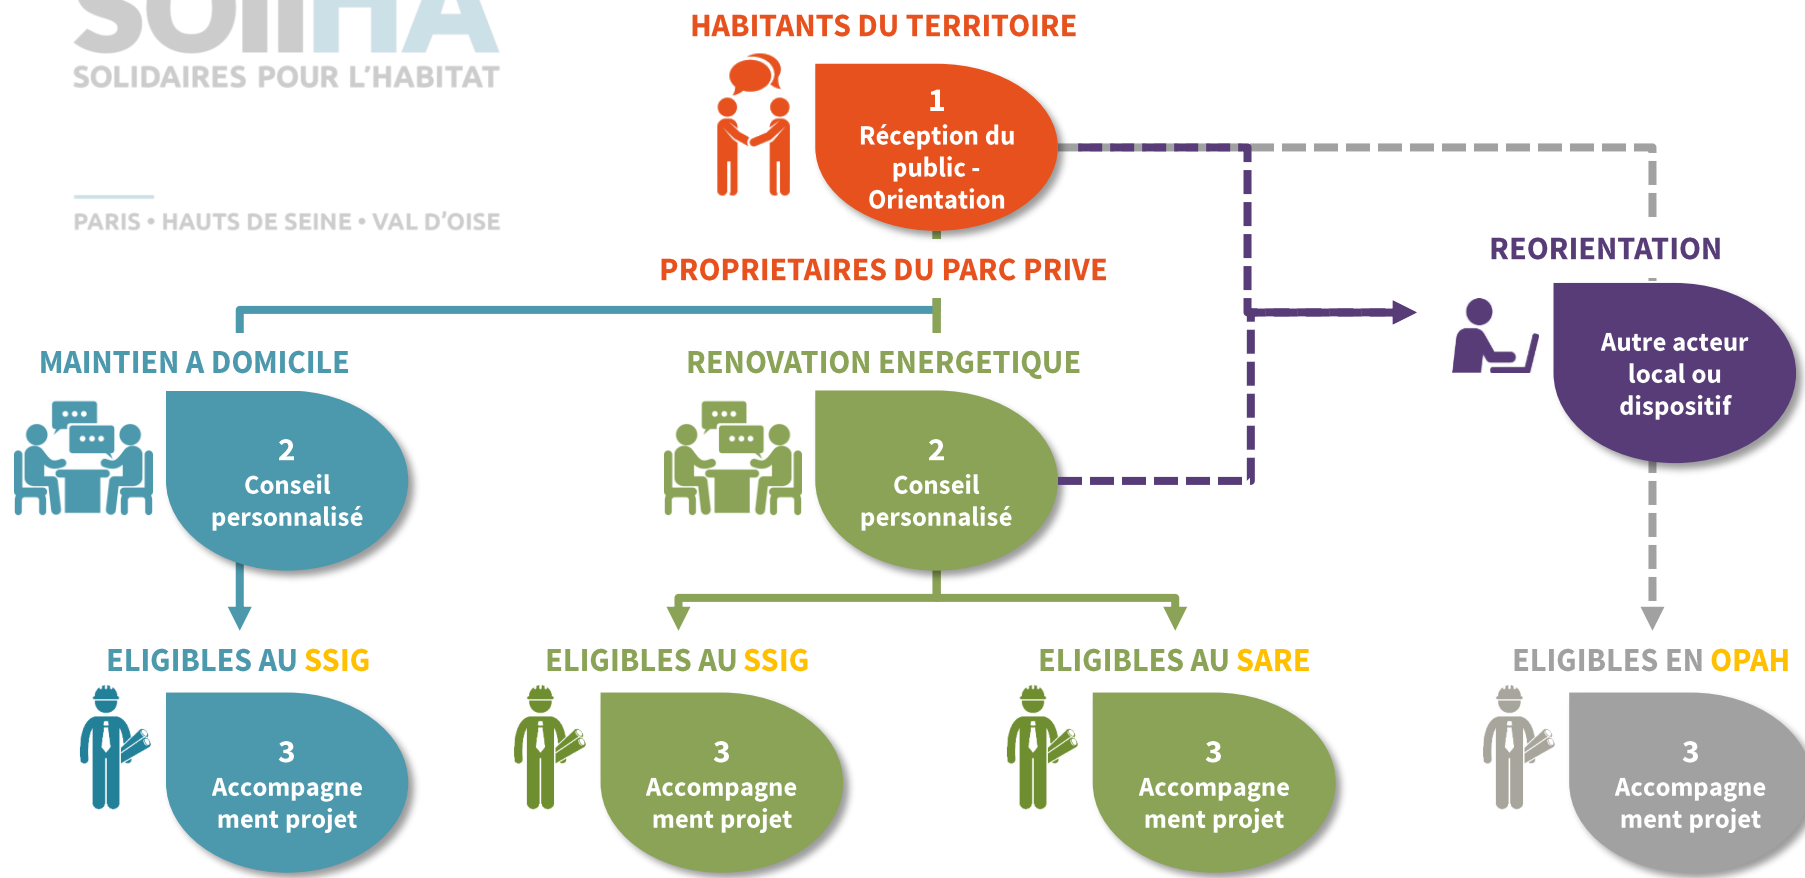 SOliHA
SOLIDAIRES POUR L'HABITAT
PARIS • HAUTS DE SEINE • VAL D'OISE
HABITANTS DU TERRITOIRE
1
Réception du
public -
Orientation
PROPRIETAIRES DU PARC PRIVE
REORIENTATION
Autre acteur
local ou
dispositif
MAINTIEN A DOMICILE
2
Conseil
personnalisé
RENOVATION ENERGETIQUE
2
Conseil
personnalisé
ELIGIBLES AU SSIG
3
Accompagne
ment projet
ELIGIBLES AU SSIG
3
Accompagne
ment projet
ELIGIBLES AU SARE
3
Accompagne
ment projet
ELIGIBLES EN OPAH
3
Accompagne
ment projet